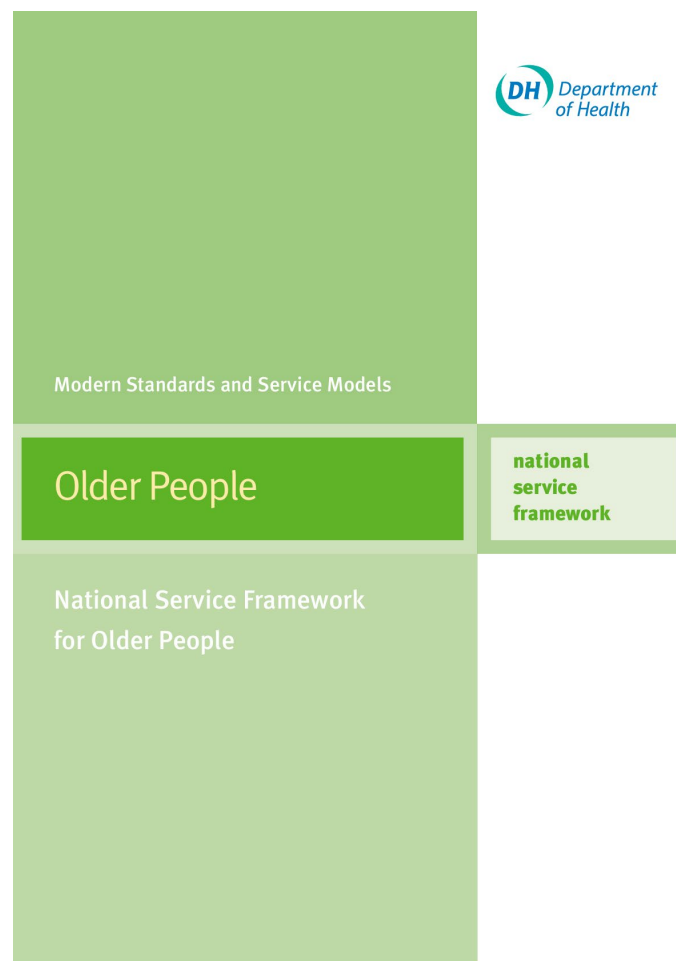 DH Department
of Health
Modern Standards and Service Models
Older People
national
service
framework
National Service Framework
for Older People